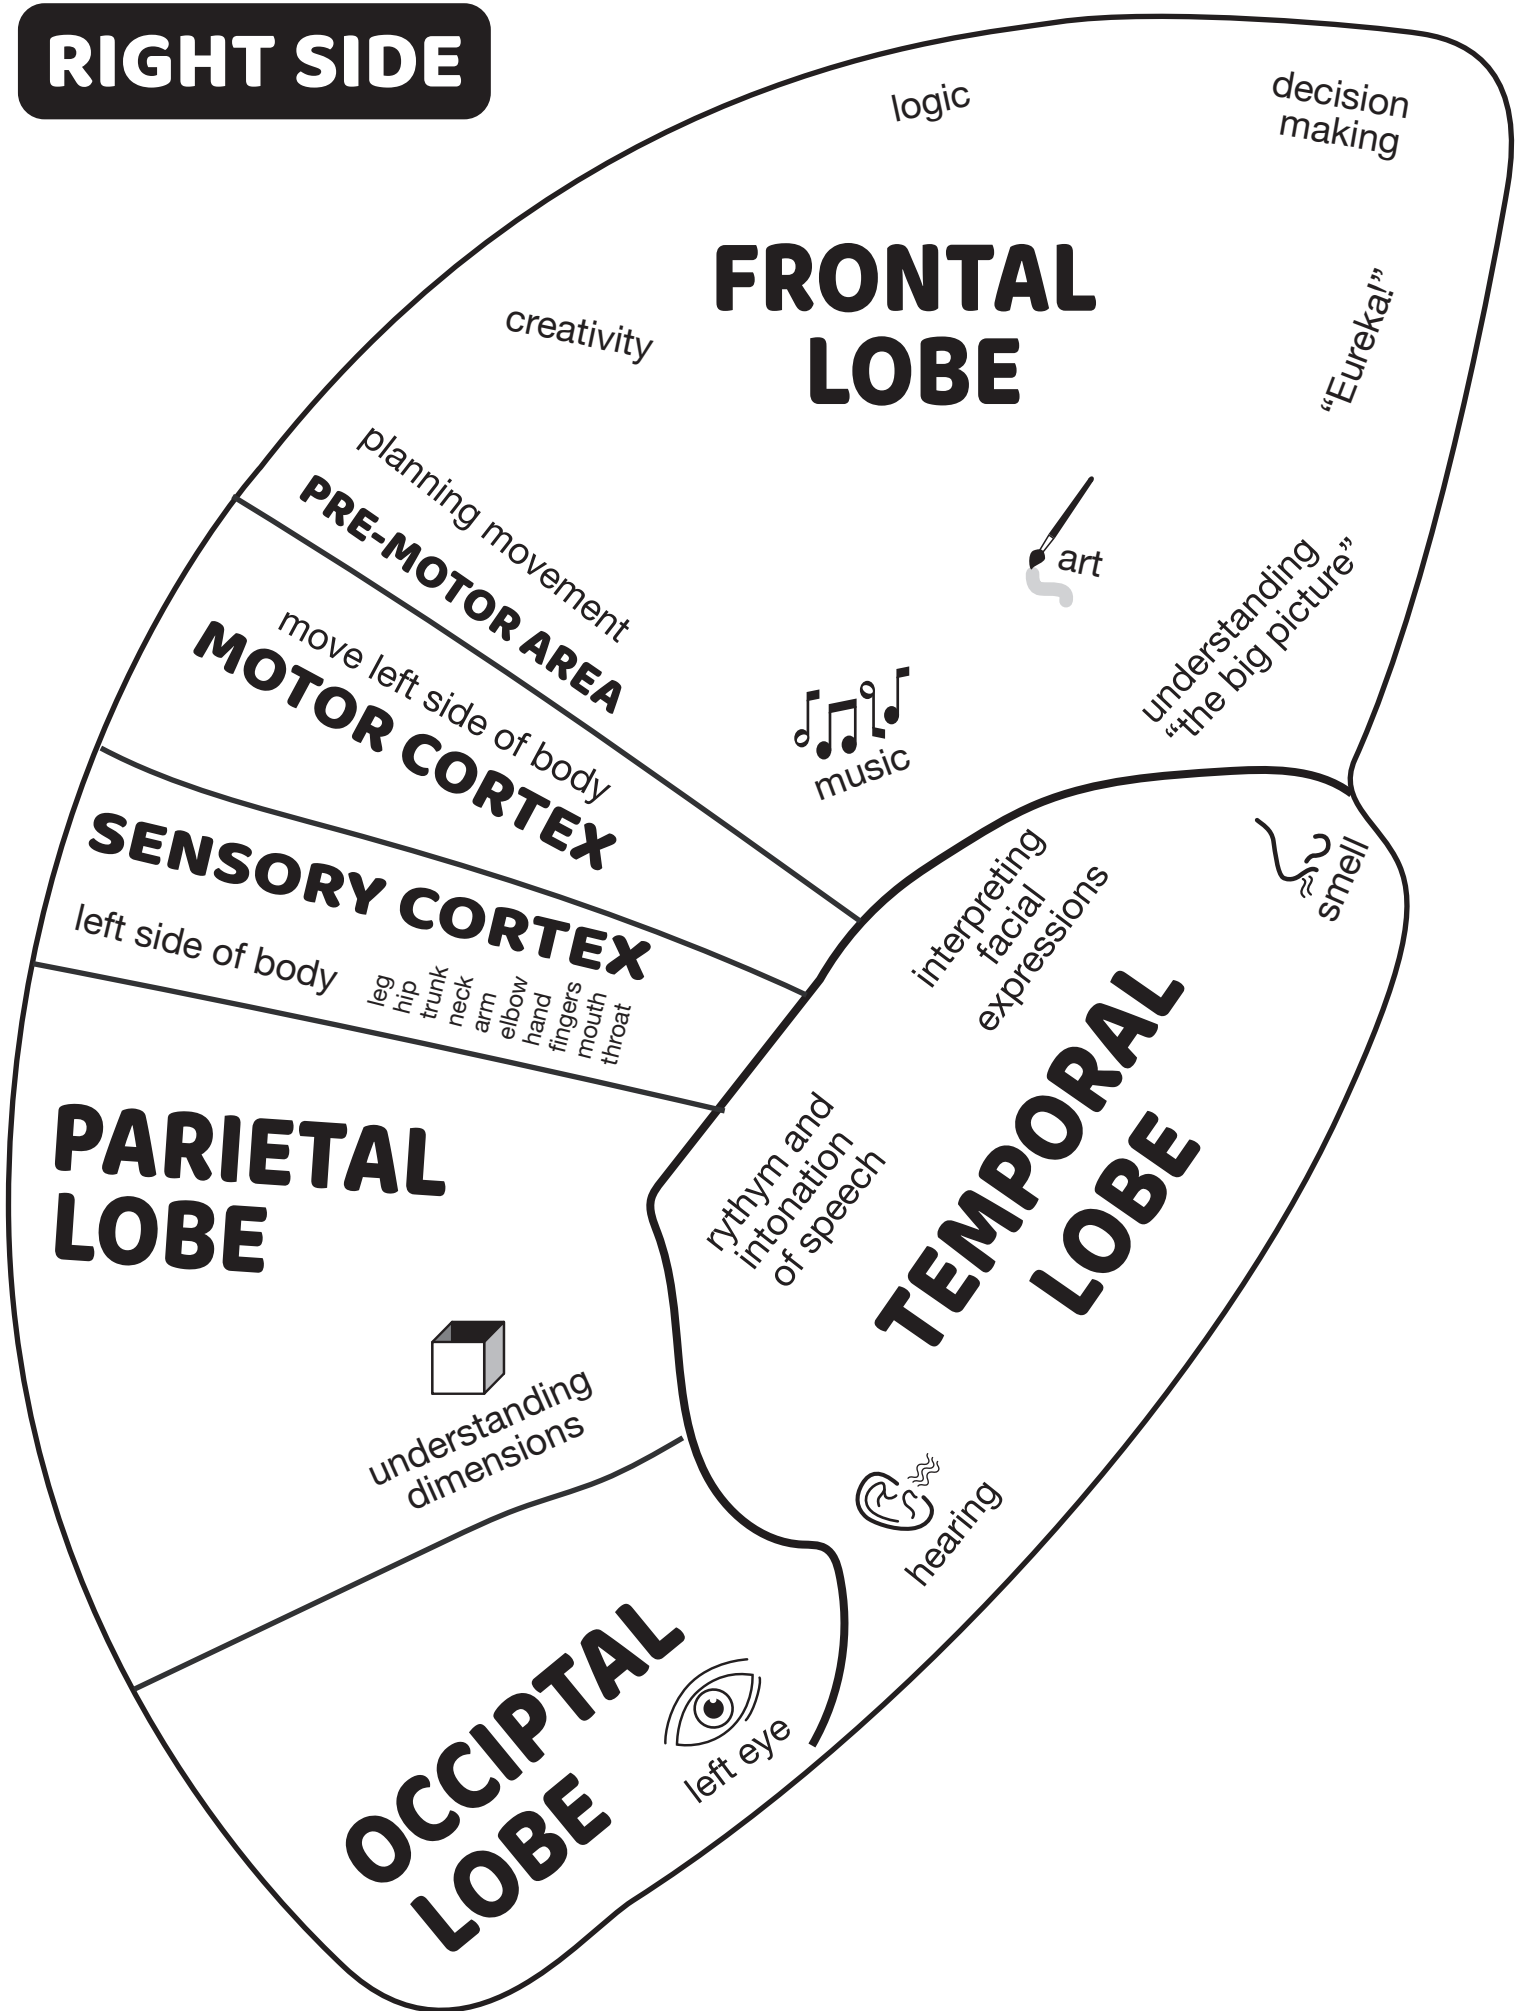 RIGHT SIDE
logic
decision
making
FRONTAL
LOBE
creativity
“Eureka!”
planning movement
PRE-MOTOR AREA
art
understanding
“the big picture”
music
move left side of body
MOTOR CORTEX
SENSORY CORTEX
left side of body
leg
hip
trunk
neck
arm
elbow
hand
fingers
mouth
throat
interpreting
facial
expressions
smell
TEMPORAL
LOBE
rythym and
intonation
of speech
hearing
PARIETAL
LOBE
understanding
dimensions
OCCIPTAL
LOBE
left eye